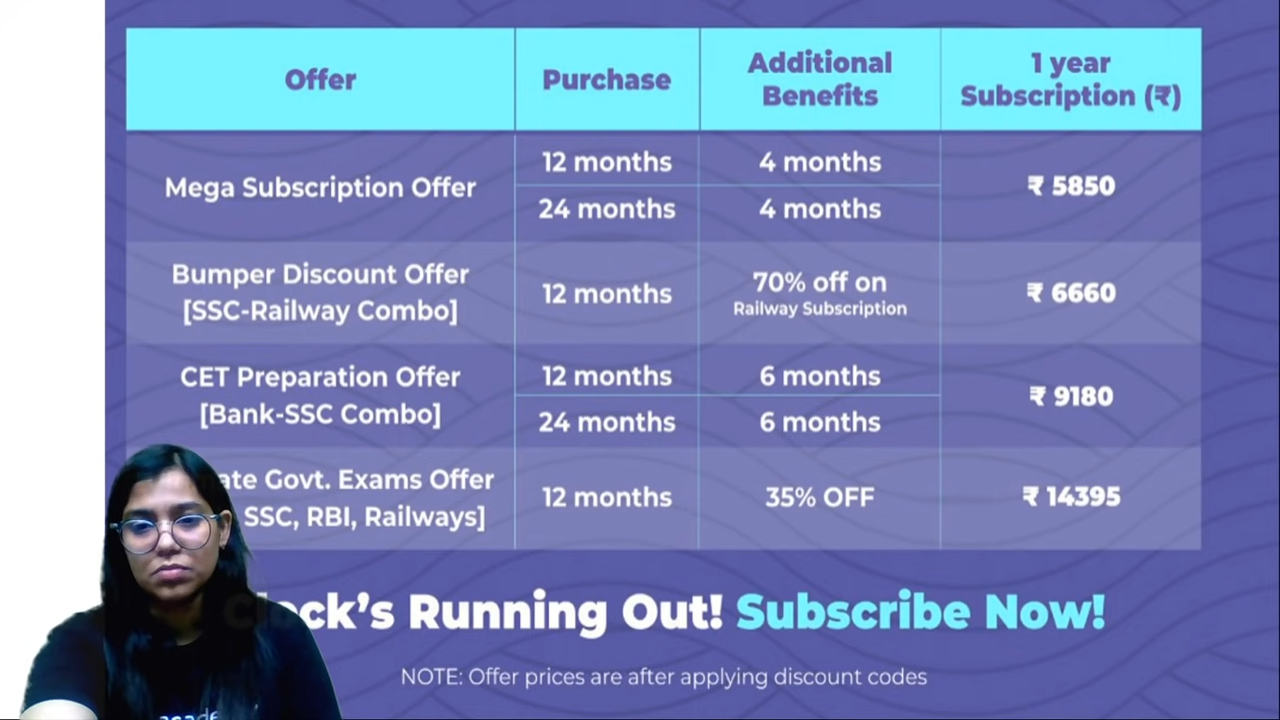 Offer
Purchase
Additional
Benefits
1 year
Subscription (₹)
Mega Subscription Offer
12 months
4 months
24 months
4 months
₹ 5850
Bumper Discount Offer
[SSC-Railway Combo]
12 months
70% off on
Railway Subscription
₹ 6660
CET Preparation Offer
[Bank-SSC Combo]
12 months
6 months
24 months
6 months
₹ 9180
Govt. Exams Offer
SSC, RBI, Railways]
12 months
35% OFF
₹ 14395
Clock's Running Out! Subscribe Now!
NOTE: Offer prices are after applying discount codes